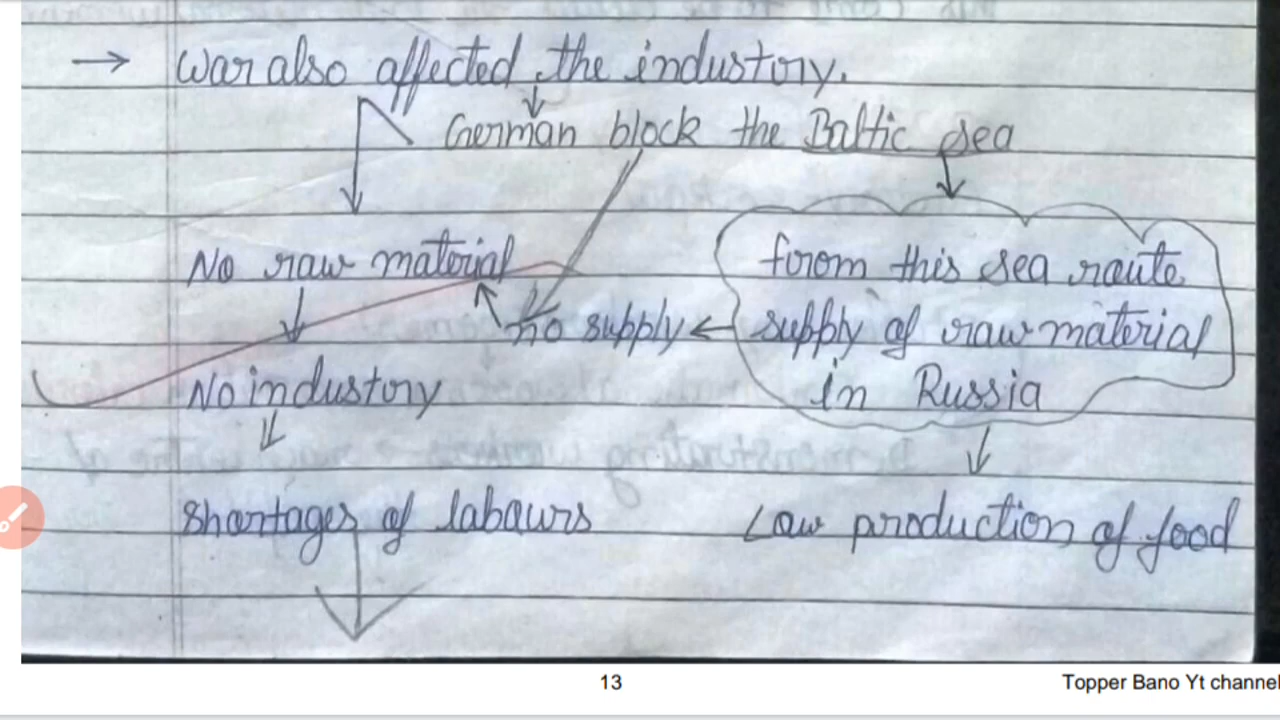 → War also affected the industory.
German block the Baltic sea
No raw material
from this sea route
no supply ← supply of raw material
No industory
in Russia
Shortages of labours
Low production of food
13
Topper Bano Yt channel